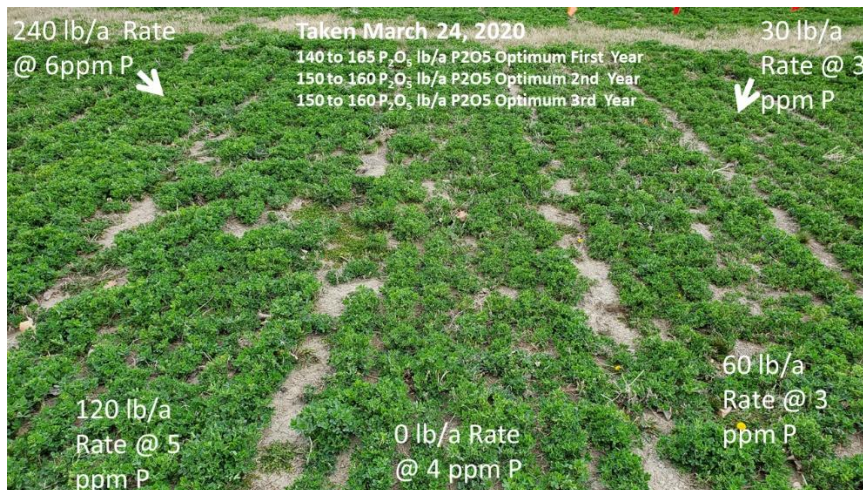 240 lb/a Rate
@ 6ppm P
Taken March 24, 2020
140 to 165 P₂O₅ lb/a P2O5 Optimum First Year
150 to 160 P₂O₅ lb/a P2O5 Optimum 2nd Year
150 to 160 P₂O₅ lb/a P2O5 Optimum 3rd Year
30 lb/a
Rate @ 3
ppm P
120 lb/a
Rate @ 5
ppm P
0 lb/a Rate
@ 4 ppm P
60 lb/a
Rate @ 3
ppm P